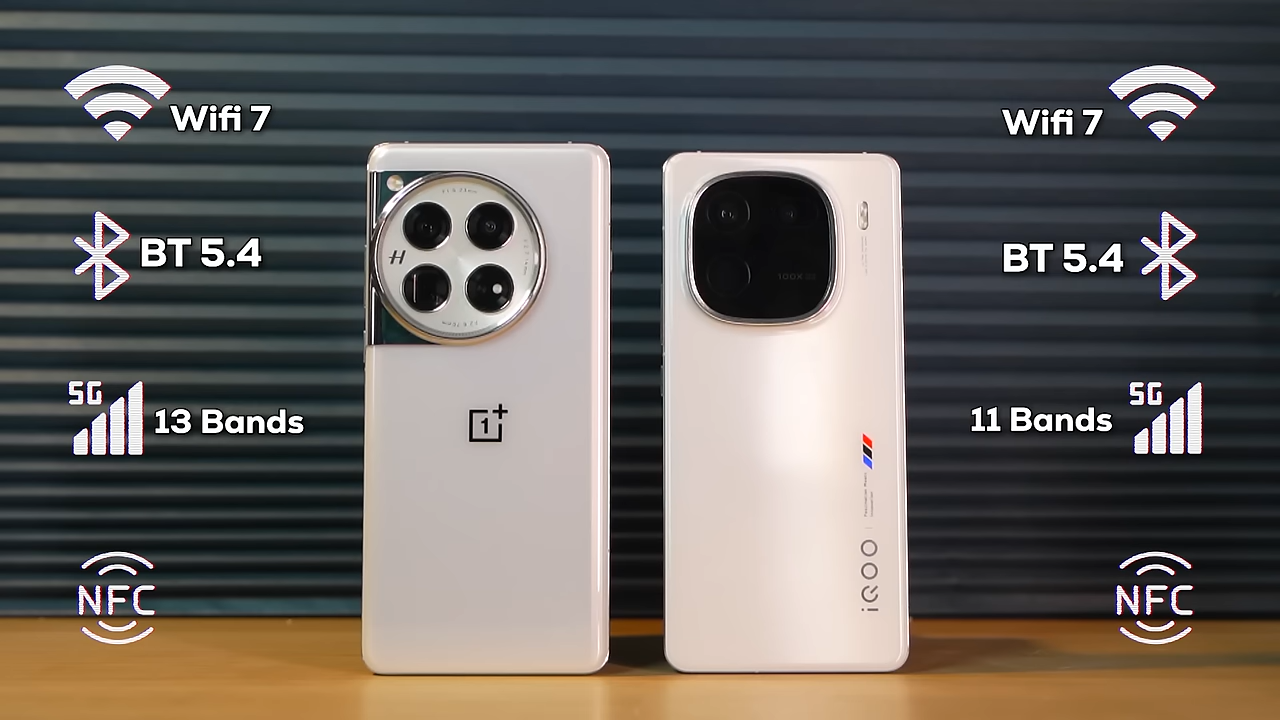 Wifi 7
BT 5.4
5G
13 Bands
NFC
H
1+
100X
iQOO
Wifi 7
BT 5.4
5G
11 Bands
NFC